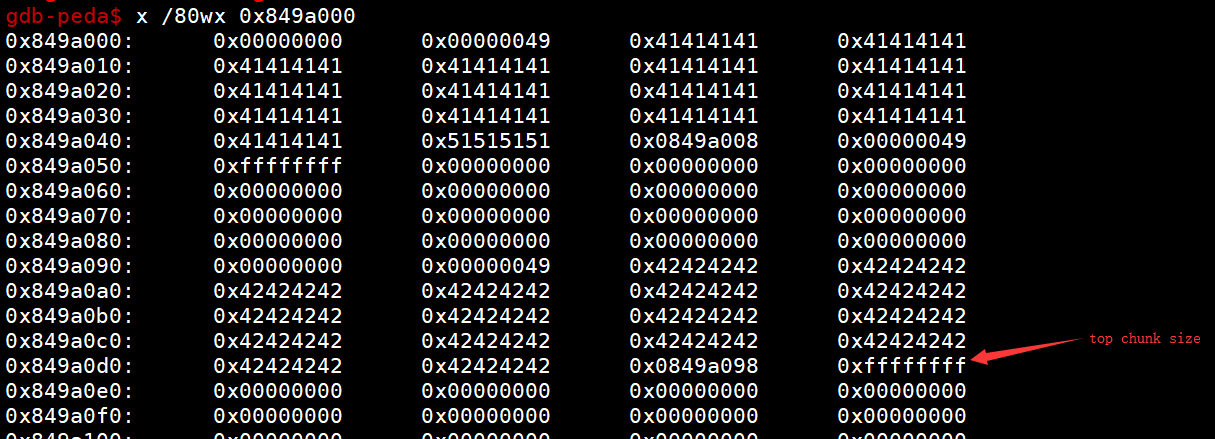 gdb-peda$ x /80wx 0x849a000
0x849a000: 0x00000000 0x00000049 0x41414141 0x41414141
0x849a010: 0x41414141 0x41414141 0x41414141 0x41414141
0x849a020: 0x41414141 0x41414141 0x41414141 0x41414141
0x849a030: 0x41414141 0x41414141 0x41414141 0x41414141
0x849a040: 0x41414141 0x51515151 0x0849a008 0x00000049
0x849a050: 0xffffffff 0x00000000 0x00000000 0x00000000
0x849a060: 0x00000000 0x00000000 0x00000000 0x00000000
0x849a070: 0x00000000 0x00000000 0x00000000 0x00000000
0x849a080: 0x00000000 0x00000000 0x00000000 0x00000000
0x849a090: 0x00000000 0x00000049 0x42424242 0x42424242
0x849a0a0: 0x42424242 0x42424242 0x42424242 0x42424242
0x849a0b0: 0x42424242 0x42424242 0x42424242 0x42424242
0x849a0c0: 0x42424242 0x42424242 0x42424242 0x42424242
top chunk size
0x849a0d0: 0x42424242 0x42424242 0x0849a098 0xffffffff
0x849a0e0: 0x00000000 0x00000000 0x00000000 0x00000000
0x849a0f0: 0x00000000 0x00000000 0x00000000 0x00000000